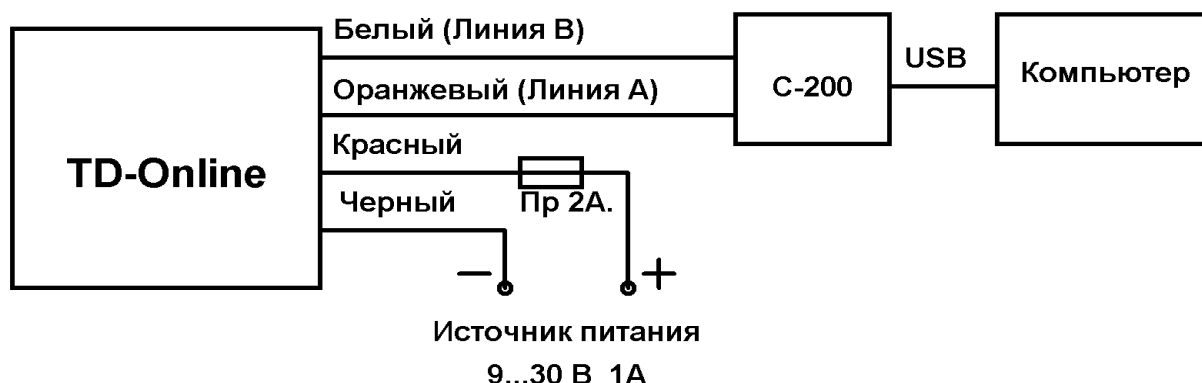 Белый (Линия В)
Оранжевый (Линия А)
Красный
Черный
TD-Online
Пр 2А.
С-200
USB
Компьютер
− +
Источник питания
9...30 В 1А